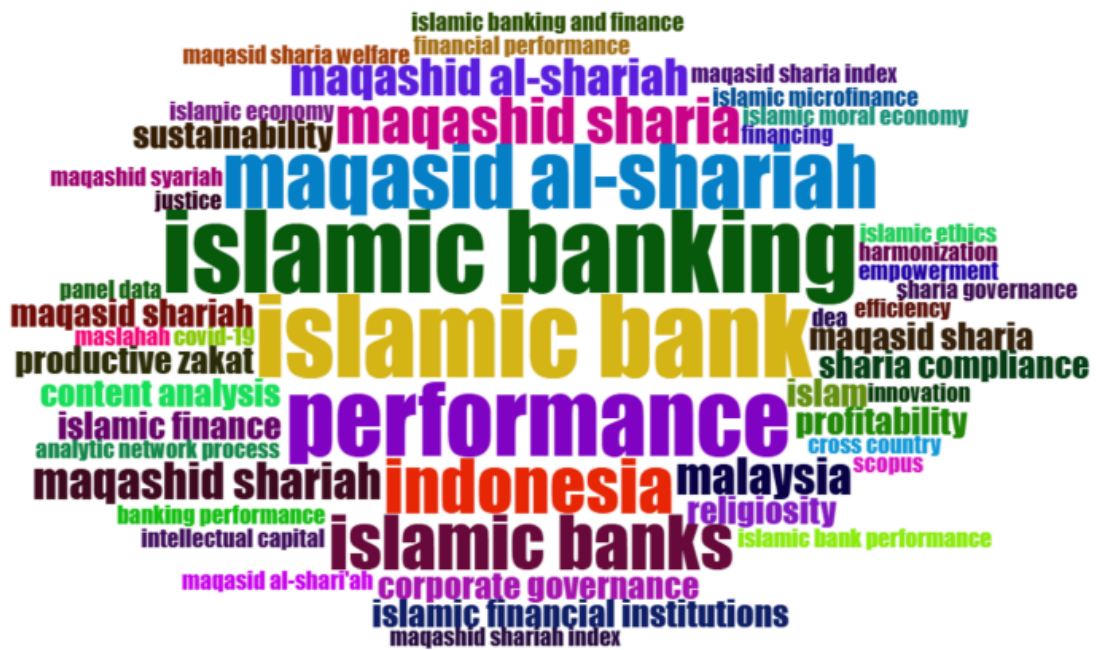 islamic banking and finance
maqasid sharia welfare
financial performance
maqashid al-shariah
maqasid sharia index
islamic microfinance
islamic economy
maqashid sharia
islamic moral economy
sustainability
financing
maqasid al-shariah
maqashid syariah
justice
islamic banking
islamic ethics
harmonization
empowerment
panel data
sharia governance
maqasid shariah
islamic bank
dea
efficiency
maslahah
covid-19
maqasid sharia
productive zakat
sharia compliance
content analysis
performance
islam
innovation
islamic finance
profitability
analytic network process
cross country
maqashid shariah
indonesia
malaysia
scopus
banking performance
religiosity
intellectual capital
islamic banks
islamic bank performance
maqasid al-shari'ah
corporate governance
islamic financial institutions
maqashid shariah index